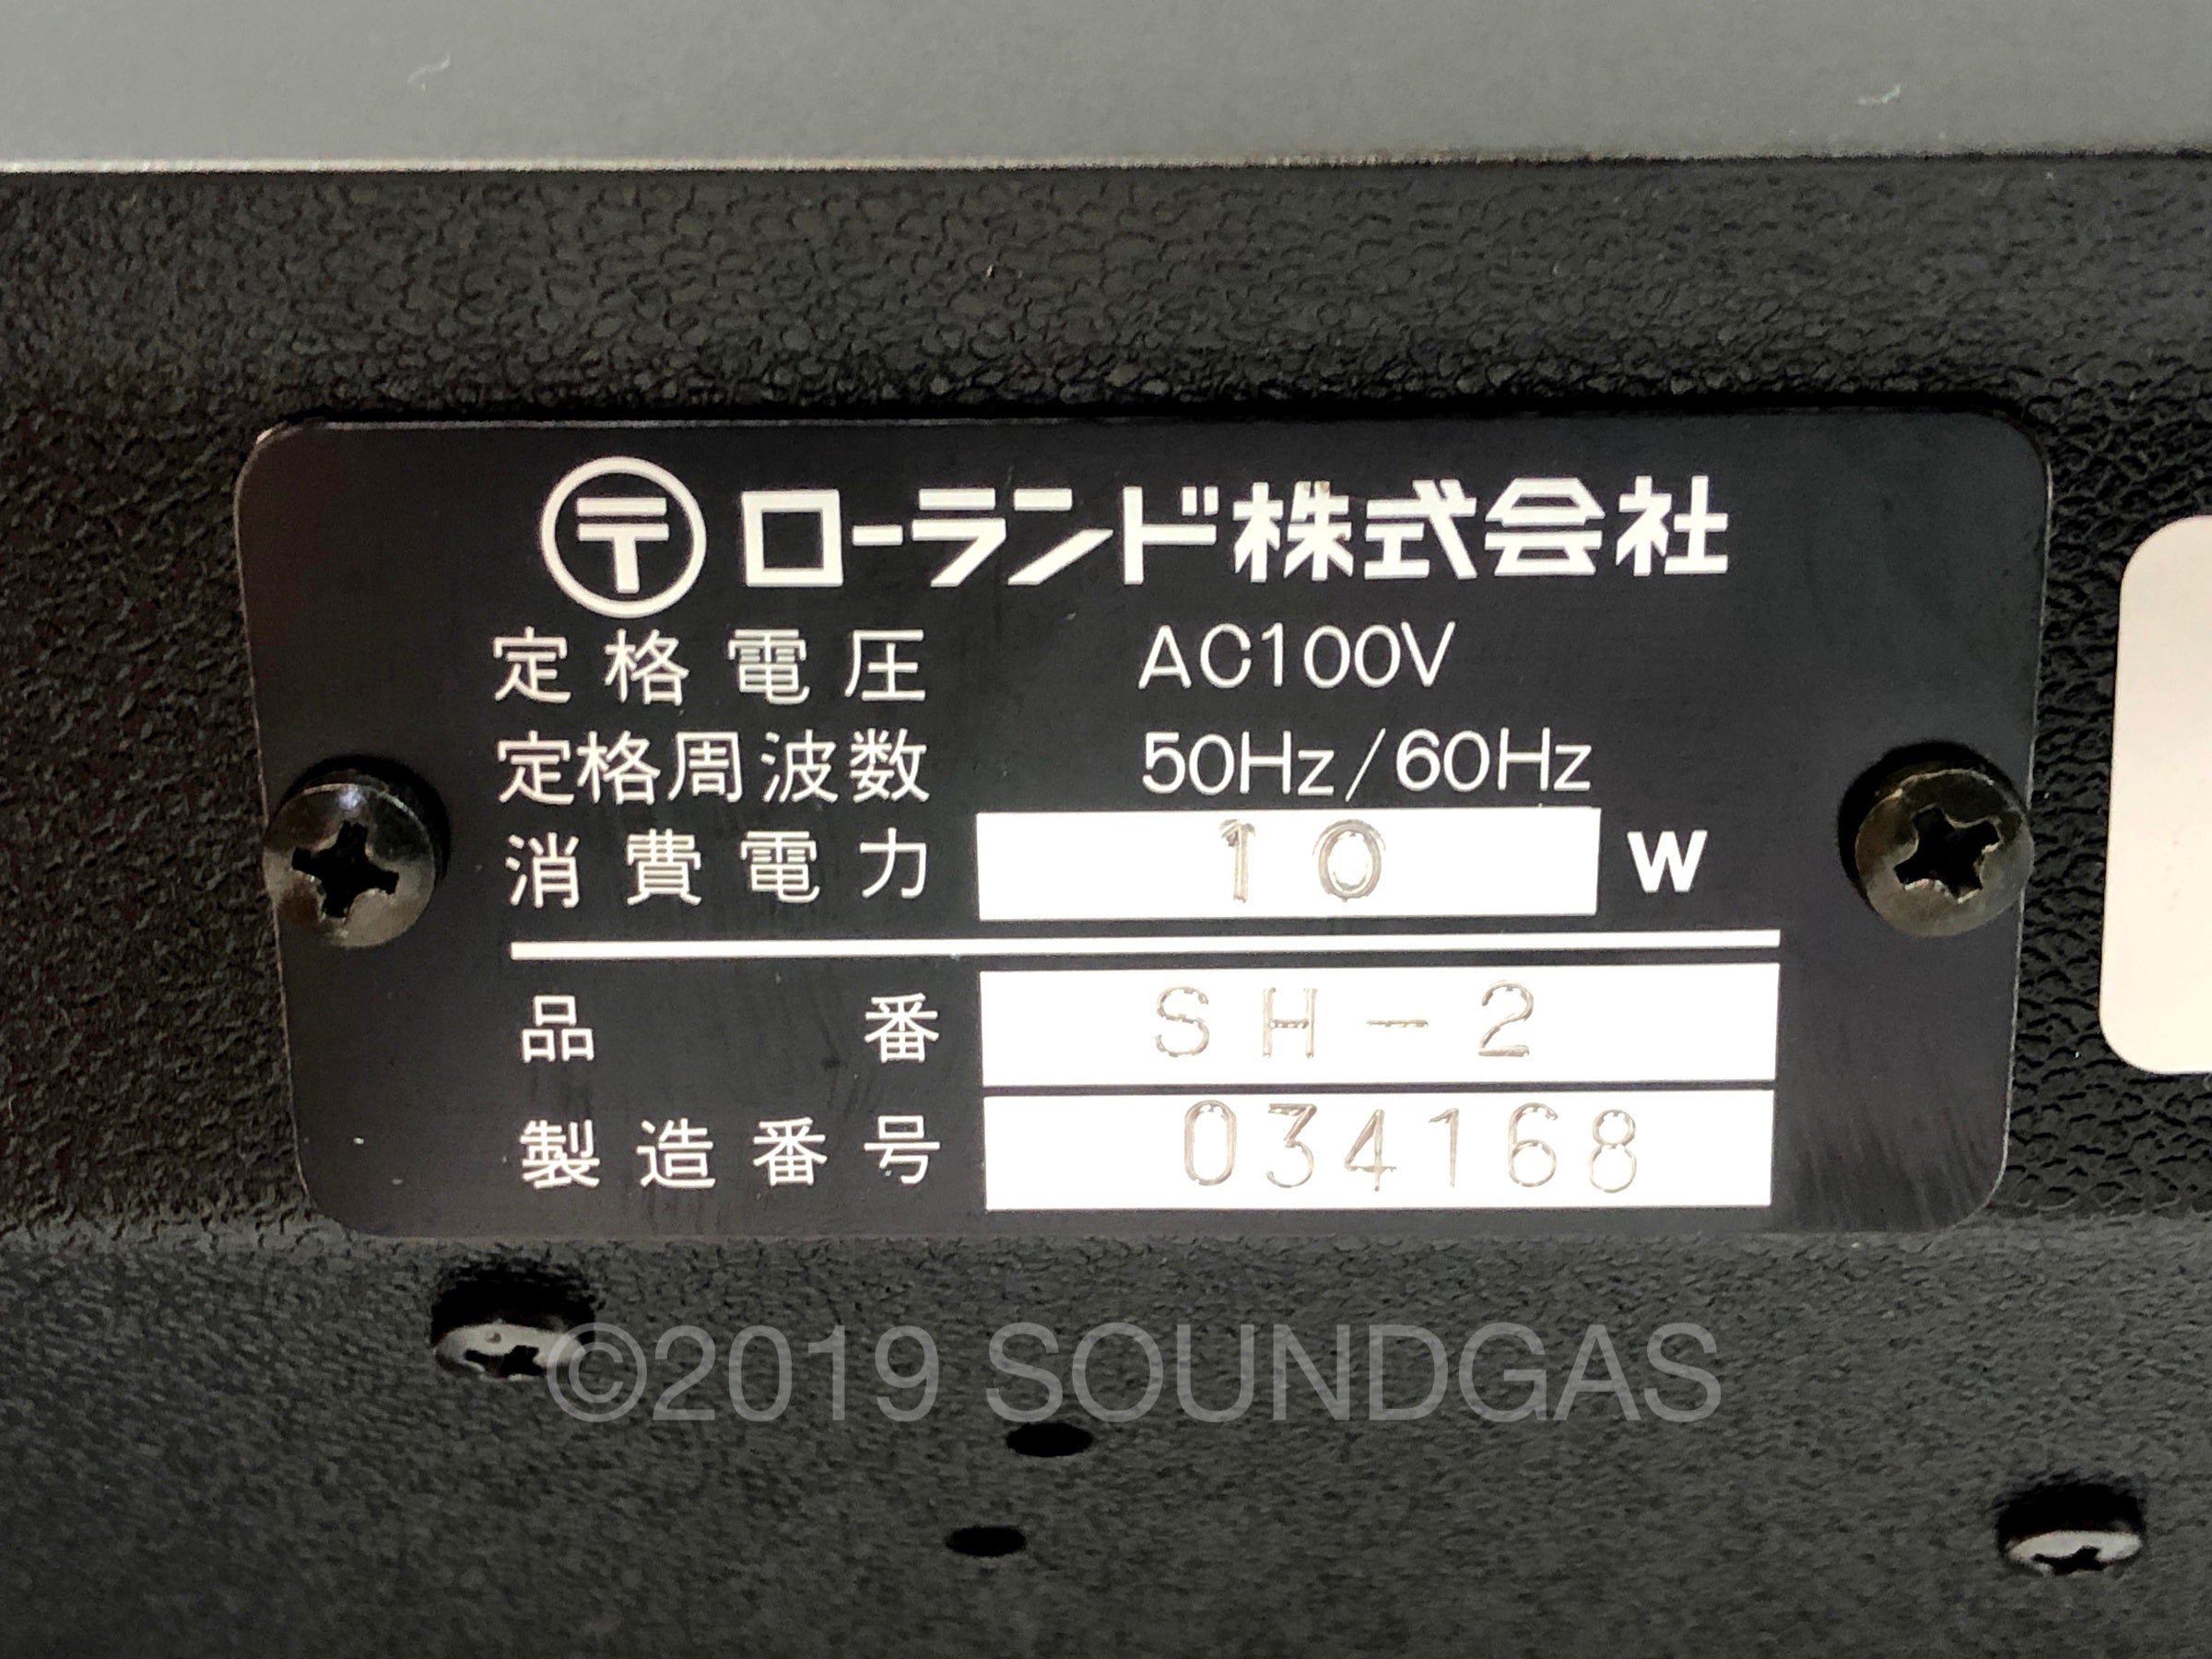 〶ローランド株式会社
定格電圧 AC100V
定格周波数 50Hz/60Hz
消費電力 10 W
品番 SH-2
製造番号 034168
©2019 SOUNDGAS